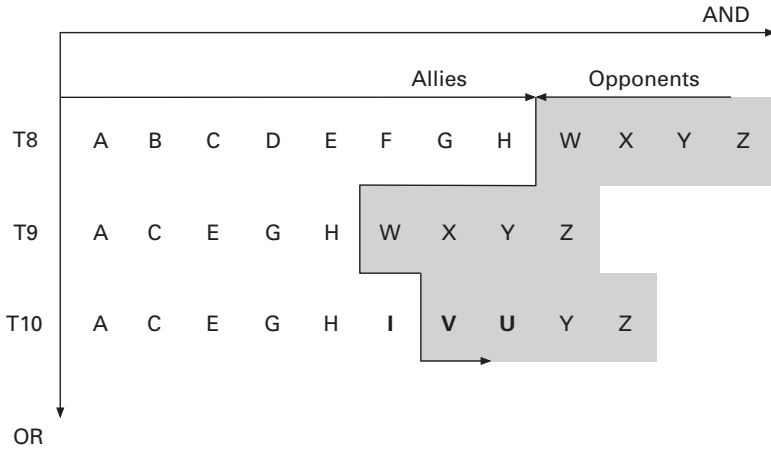 AND
Allies Opponents
T8 A B C D E F G H W X Y Z
T9 A C E G H W X Y Z
T10 A C E G H I V U Y Z
OR